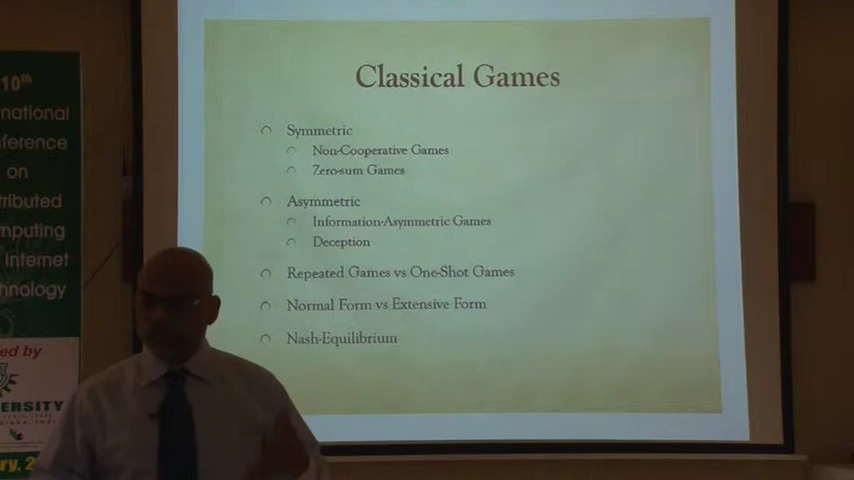 Classical Games
Symmetric
Non-Cooperative Games
Zero-sum Games
Asymmetric
Information-Asymmetric Games
Deception
Repeated Games vs One-Shot Games
Normal Form vs Extensive Form
Nash-Equilibrium
10th
national
ference
on
tributed
mputing
Internet
hnology
ed by
ERSITY